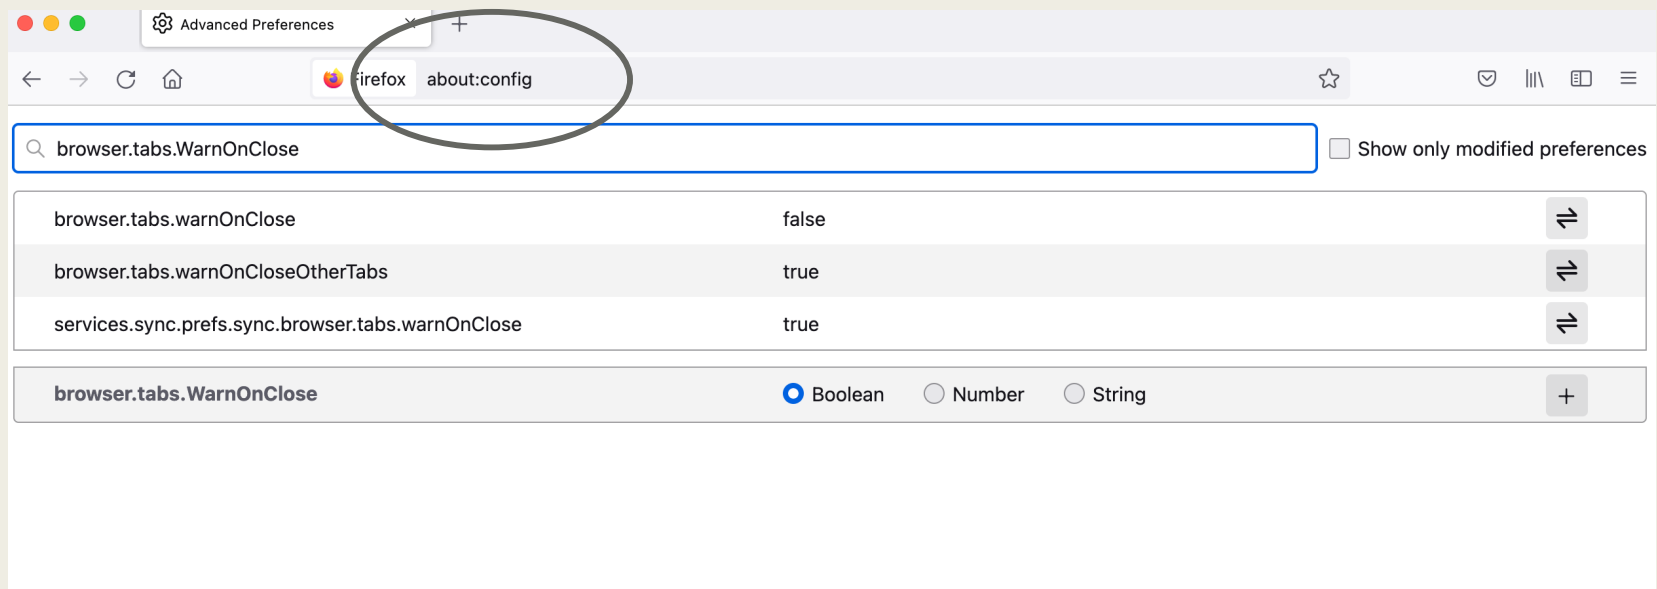 Advanced Preferences
Firefox about:config
browser.tabs.WarnOnClose Show only modified preferences
browser.tabs.warnOnClose false
browser.tabs.warnOnCloseOtherTabs true
services.sync.prefs.sync.browser.tabs.warnOnClose true
browser.tabs.WarnOnClose Boolean Number String